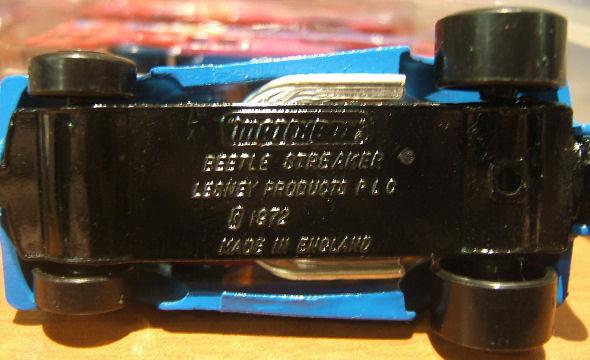 MATCHBOX
BEETLE STREAKER ®
LESNEY PRODUCTS P L C
© 1972
MADE IN ENGLAND